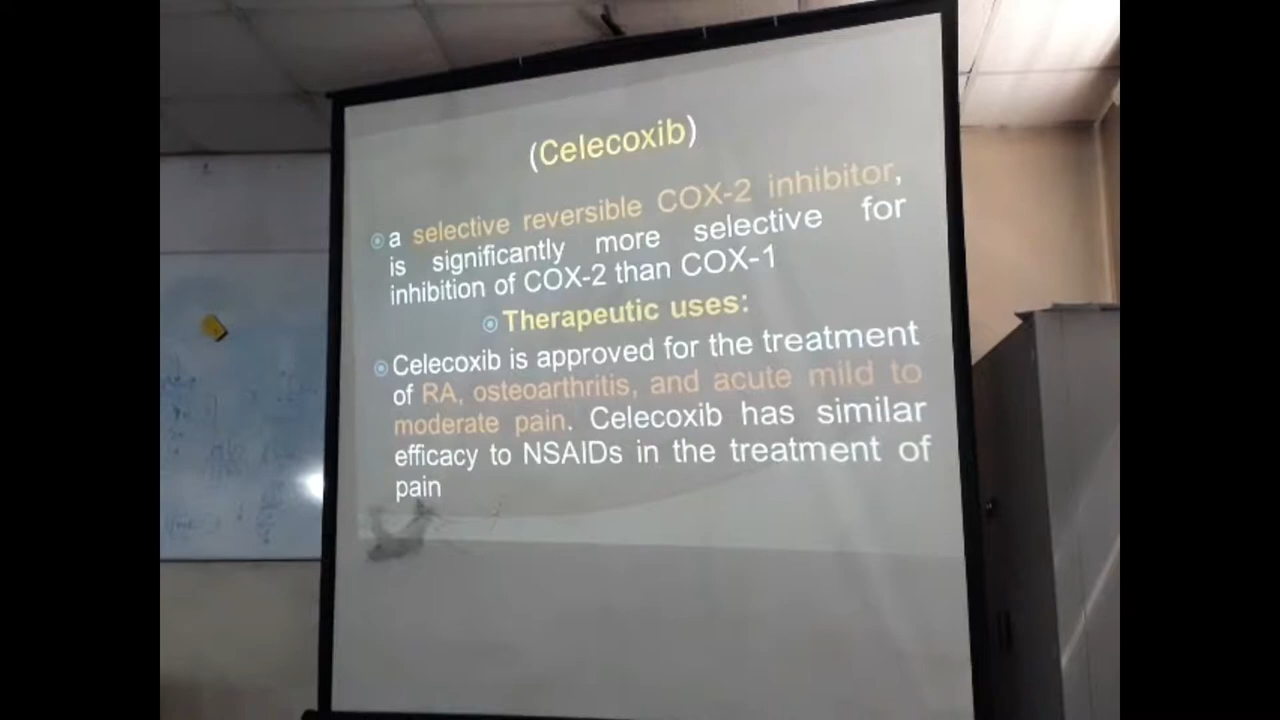 (Celecoxib)
a selective reversible COX-2 inhibitor,
is significantly more selective for
inhibition of COX-2 than COX-1
Therapeutic uses:
Celecoxib is approved for the treatment
of RA, osteoarthritis, and acute mild to
moderate pain. Celecoxib has similar
efficacy to NSAIDs in the treatment of
pain